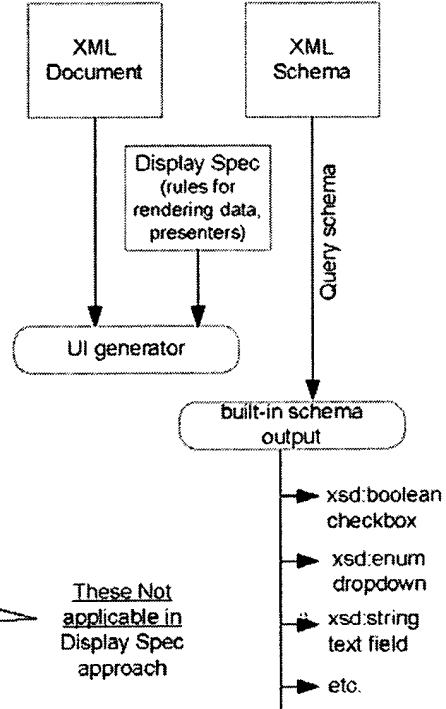 XML
Document
XML
Schema
Display Spec
(rules for
rendering data,
presenters)
Query schema
UI generator
built-in schema
output
xsd:boolean
checkbox
xsd:enum
dropdown
xsd:string
text field
etc.
These Not
applicable in
Display Spec
approach